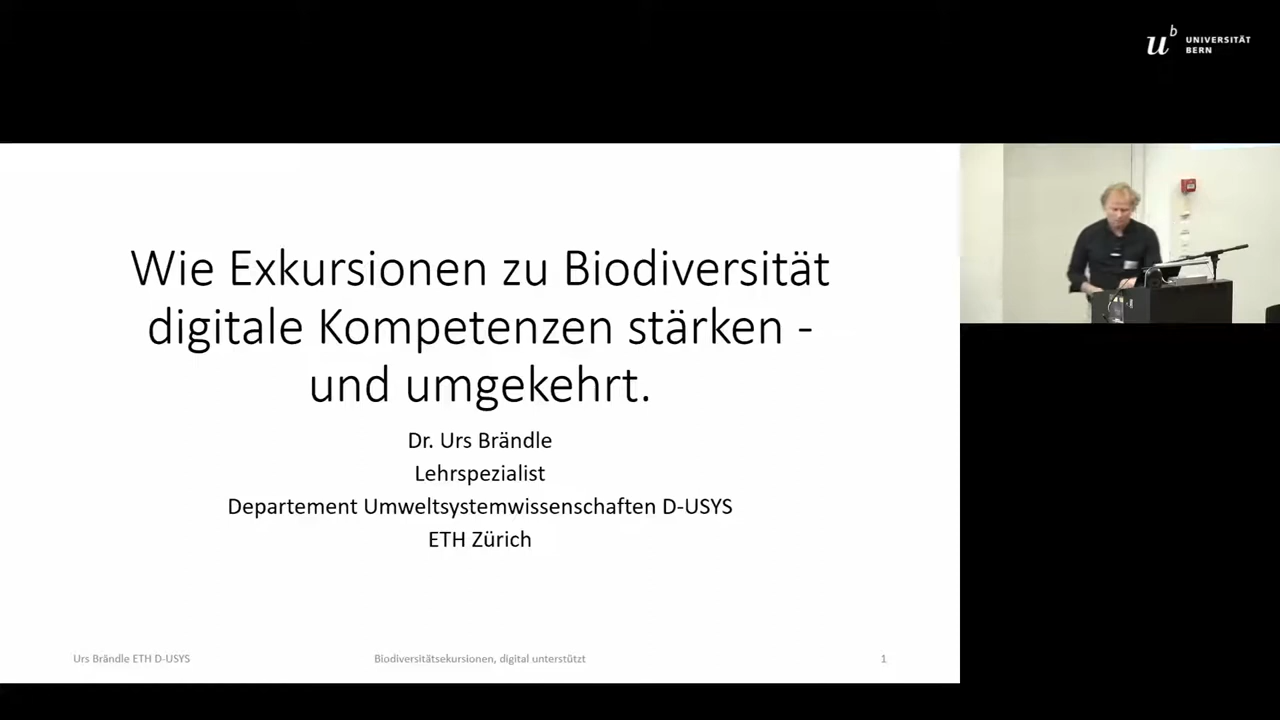 u
b
UNIVERSITÄT
BERN
Wie Exkursionen zu Biodiversität
digitale Kompetenzen stärken -
und umgekehrt.
Dr. Urs Brändle
Lehrspezialist
Departement Umweltsystemwissenschaften D-USYS
ETH Zürich
Urs Brändle ETH D-USYS
Biodiversitätsekursionen, digital unterstützt
1